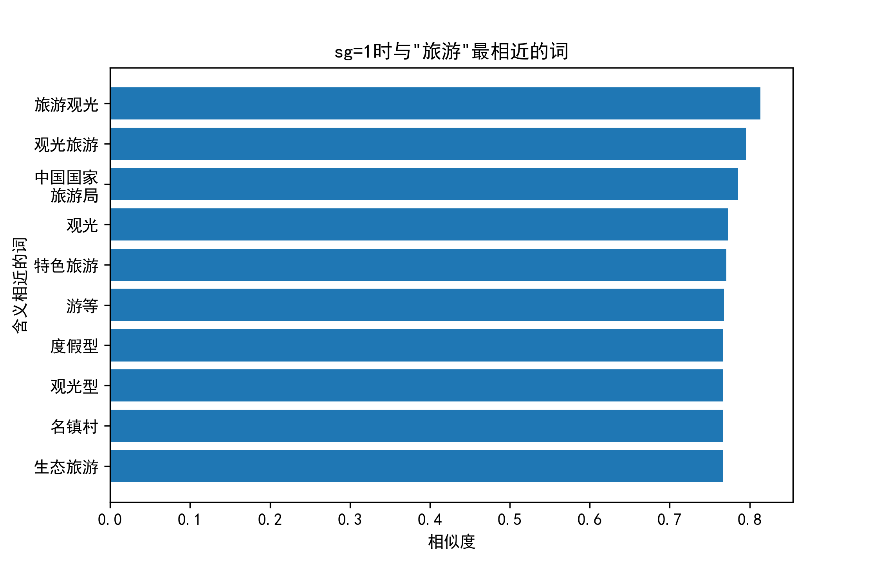 sg=1时与"旅游"最相近的词
含义相近的词
旅游观光
观光旅游
中国国家
旅游局
观光
特色旅游
游等
度假型
观光型
名镇村
生态旅游
0.0 0.1 0.2 0.3 0.4 0.5 0.6 0.7 0.8
相似度